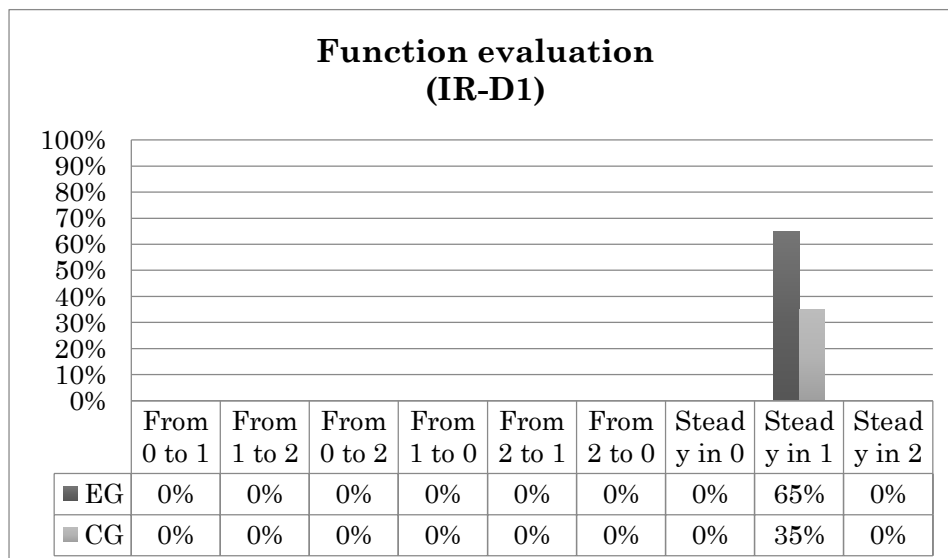 Function evaluation
(IR-D1)
100%
90%
80%
70%
60%
50%
40%
30%
20%
10%
0%
From 0 to 1
From 1 to 2
From 0 to 2
From 1 to 0
From 2 to 1
From 2 to 0
Stead y in 0
Stead y in 1
Stead y in 2
EG 0% 0% 0% 0% 0% 0% 0% 65% 0%
CG 0% 0% 0% 0% 0% 0% 0% 35% 0%